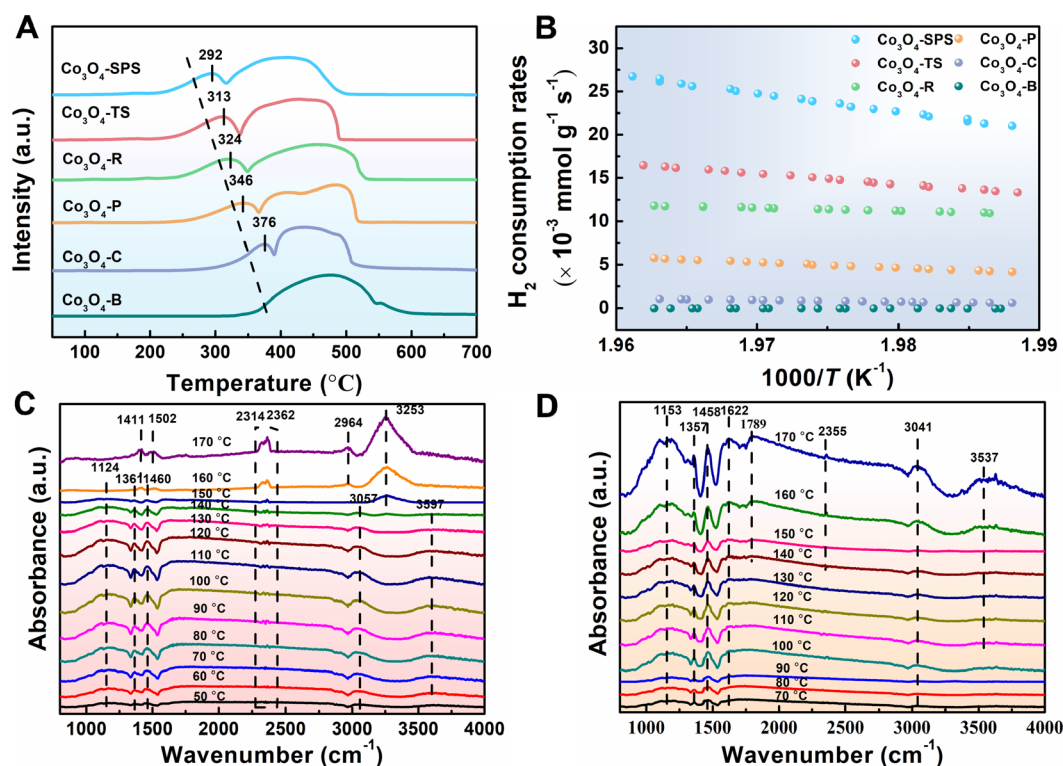 A
Co3O4-SPS
292
Co3O4-TS
313
Co3O4-R
324
Co3O4-P
346
Co3O4-C
376
Co3O4-B
Intensity (a.u.)
100 200 300 400 500 600 700
Temperature (°C)
B
Co3O4-SPS Co3O4-P
Co3O4-TS Co3O4-C
Co3O4-R Co3O4-B
H2 consumption rates
(× 10-3 mmol g-1 s-1)
30
25
20
15
10
5
0
1.96 1.97 1.98 1.99
1000/T (K-1)
C
1411 1502 2314 2362 2964 3253
170 °C
1124 1361 1460 160 °C 3057 3597
150 °C
140 °C
130 °C
120 °C
110 °C
100 °C
90 °C
80 °C
70 °C
60 °C
50 °C
Absorbance (a.u.)
1000 1500 2000 2500 3000 3500 4000
Wavenumber (cm-1)
D
1153 1357 1458 1622 1789 2355 3041 3537
170 °C
160 °C
150 °C
140 °C
130 °C
120 °C
110 °C
100 °C
90 °C
80 °C
70 °C
Absorbance (a.u.)
1000 1500 2000 2500 3000 3500 4000
Wavenumber (cm-1)